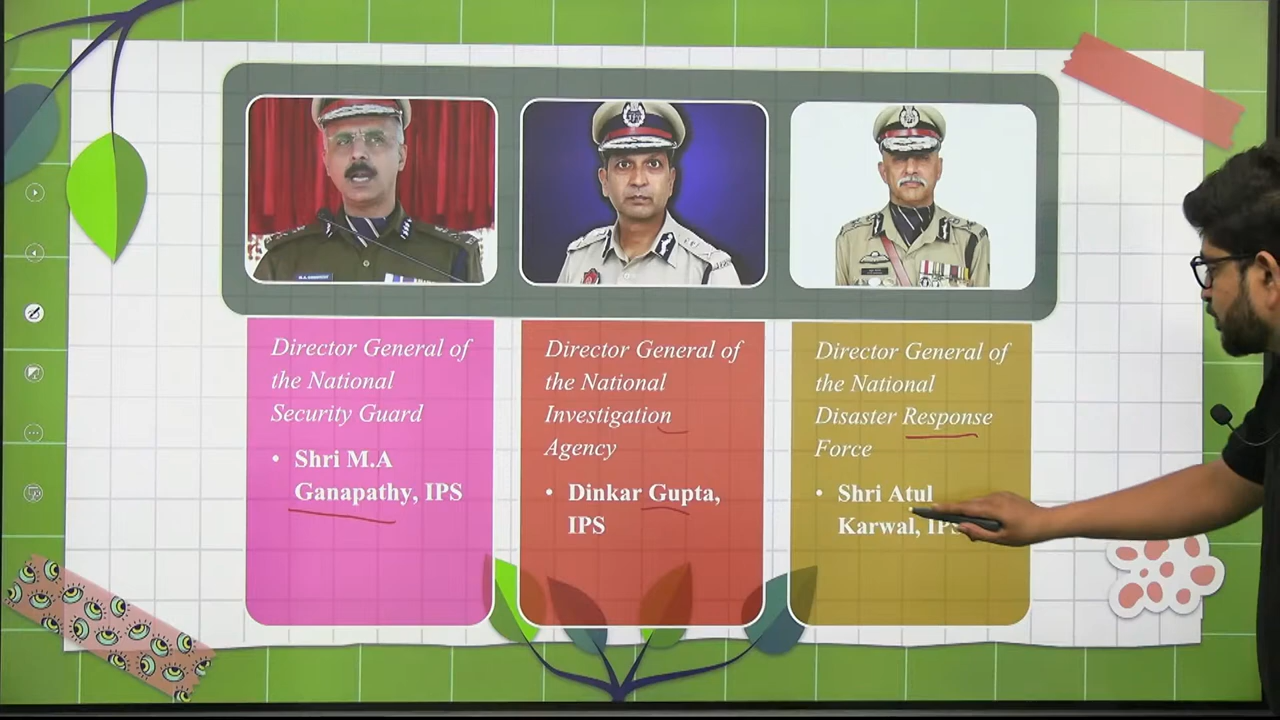 Director General of
the National
Security Guard
• Shri M.A
Ganapathy, IPS
Director General of
the National
Investigation
Agency
• Dinkar Gupta,
IPS
Director General of
the National
Disaster Response
Force
• Shri Atul
Karwal, IPS